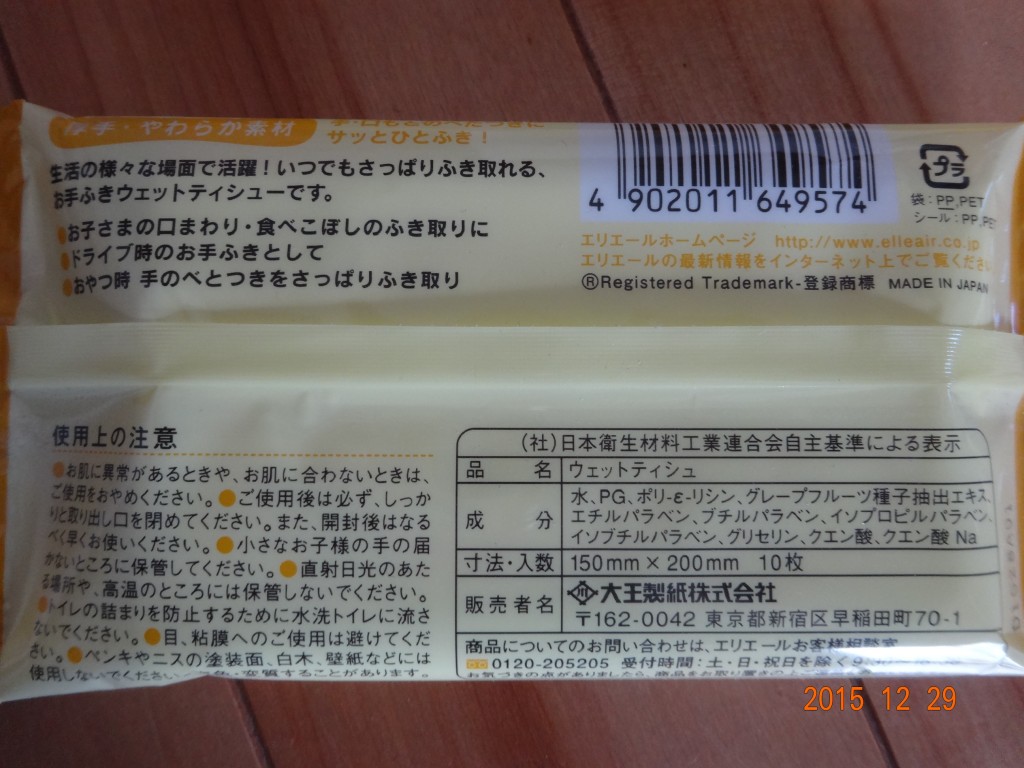 厚手・やわらか素材
サッとひとふき!
生活の様々な場面で活躍!いつでもさっぱりふき取れる、
お手ふきウェットティシューです。
●お子さまの口まわり・食べこぼしのふき取りに
●ドライブ時のお手ふきとして
●おやつ時 手のべとつきをさっぱりふき取り
4 902011 649574
プラ
袋:PP,PET
シール:PP,PET
エリエールホームページ http://www.elleair.co.jp
エリエールの最新情報をインターネット上でご覧ください
®Registered Trademark-登録商標 MADE IN JAPAN
使用上の注意
●お肌に異常があるときや、お肌に合わないときは、
ご使用をおやめください。●ご使用後は必ず、しっか
りと取り出し口を閉めてください。また、開封後はなる
べく早くお使いください。●小さなお子様の手の届
かないところに保管してください。●直射日光のあた
る場所や、高温のところには保管しないでください。
●トイレの詰まりを防止するために水洗トイレに流さ
ないでください。●目、粘膜へのご使用は避けてくだ
さい。●ペンキやニスの塗装面、白木、壁紙などには
使用しないでください 変質することがあります。
(社)日本衛生材料工業連合会自主基準による表示
品名 ウェットティシュ
成分 水、PG、ポリ-ε-リシン、グレープフルーツ種子抽出エキス、
エチルパラベン、ブチルパラベン、イソプロピルパラベン、
イソブチルパラベン、グリセリン、クエン酸、クエン酸Na
寸法・入数 150mm×200mm 10枚
販売者名 大王製紙株式会社
〒162-0042 東京都新宿区早稲田町70-1
商品についてのお問い合わせは、エリエールお客様相談室
0120-205205 受付時間:土・日・祝日を除く9
2015 12 29